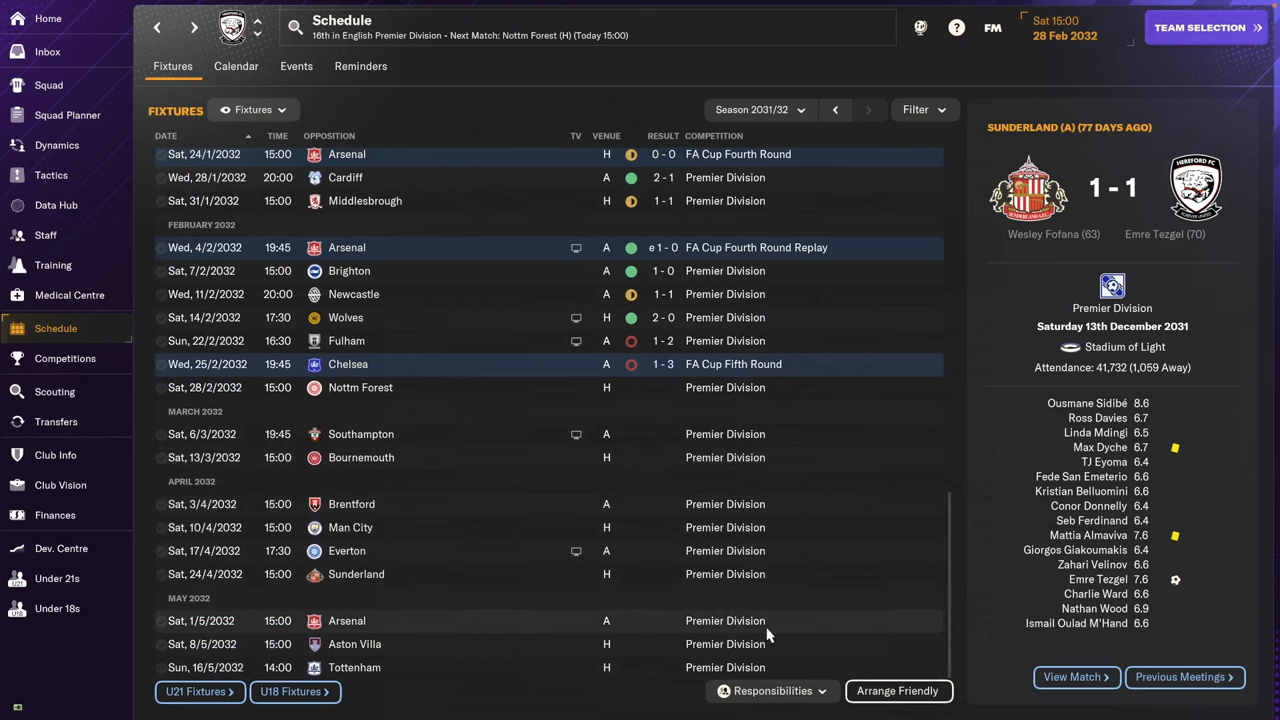 Home
Inbox
Squad
Squad Planner
Dynamics
Tactics
Data Hub
Staff
Training
Medical Centre
Schedule
Competitions
Scouting
Transfers
Club Info
Club Vision
Finances
Dev. Centre
Under 21s
Under 18s
Schedule
16th in English Premier Division - Next Match: Nottm Forest (H) (Today 15:00)
FM
Sat 15:00
28 Feb 2032
TEAM SELECTION
Fixtures
Calendar
Events
Reminders
FIXTURES
Fixtures
Season 2031/32
Filter
DATE TIME OPPOSITION TV VENUE RESULT COMPETITION
Sat, 24/1/2032 15:00 Arsenal H 0 - 0 FA Cup Fourth Round
Wed, 28/1/2032 20:00 Cardiff A 2 - 1 Premier Division
Sat, 31/1/2032 15:00 Middlesbrough H 1 - 1 Premier Division
FEBRUARY 2032
Wed, 4/2/2032 19:45 Arsenal A e 1 - 0 FA Cup Fourth Round Replay
Sat, 7/2/2032 15:00 Brighton A 1 - 0 Premier Division
Wed, 11/2/2032 20:00 Newcastle A 1 - 1 Premier Division
Sat, 14/2/2032 17:30 Wolves H 2 - 0 Premier Division
Sun, 22/2/2032 16:30 Fulham A 1 - 2 Premier Division
Wed, 25/2/2032 19:45 Chelsea A 1 - 3 FA Cup Fifth Round
Sat, 28/2/2032 15:00 Nottm Forest H Premier Division
MARCH 2032
Sat, 6/3/2032 19:45 Southampton A Premier Division
Sat, 13/3/2032 15:00 Bournemouth H Premier Division
APRIL 2032
Sat, 3/4/2032 15:00 Brentford A Premier Division
Sat, 10/4/2032 15:00 Man City H Premier Division
Sat, 17/4/2032 17:30 Everton A Premier Division
Sat, 24/4/2032 15:00 Sunderland H Premier Division
MAY 2032
Sat, 1/5/2032 15:00 Arsenal A Premier Division
Sat, 8/5/2032 15:00 Aston Villa H Premier Division
Sun, 16/5/2032 14:00 Tottenham H Premier Division
U21 Fixtures
U18 Fixtures
Responsibilities
Arrange Friendly
SUNDERLAND (A) (77 DAYS AGO)
1 - 1
Wesley Fofana (63) Emre Tezgel (70)
Premier Division
Saturday 13th December 2031
Stadium of Light
Attendance: 41,732 (1,059 Away)
Ousmane Sidibé 8.6
Ross Davies 6.7
Linda Mdingi 6.5
Max Dyche 6.7
TJ Eyoma 6.4
Fede San Emeterio 6.6
Kristian Belluomini 6.6
Conor Donnelly 6.4
Seb Ferdinand 6.4
Mattia Almaviva 7.6
Giorgos Giakoumakis 6.4
Zahari Velinov 6.6
Emre Tezgel 7.6
Charlie Ward 6.6
Nathan Wood 6.9
Ismail Oulad M'Hand 6.6
View Match
Previous Meetings